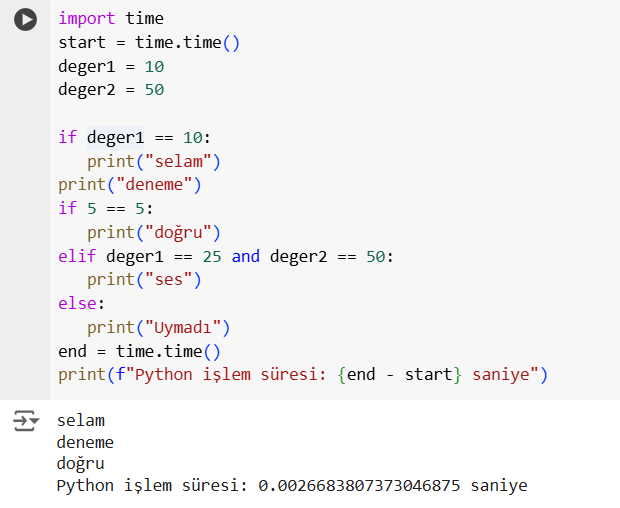 import time
start = time.time()
deger1 = 10
deger2 = 50
if deger1 == 10:
print("selam")
print("deneme")
if 5 == 5:
print("doğru")
elif deger1 == 25 and deger2 == 50:
print("ses")
else:
print("Uymadı")
end = time.time()
print(f"Python işlem süresi: {end - start} saniye")
selam
deneme
doğru
Python işlem süresi: 0.0026683807373046875 saniye